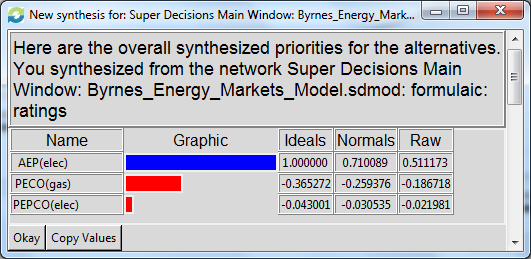 New synthesis for: Super Decisions Main Window: Byrnes_Energy_Mark...
Here are the overall synthesized priorities for the alternatives.
You synthesized from the network Super Decisions Main
Window: Byrnes_Energy_Markets_Model.sdmod: formulaic:
ratings
Name Graphic Ideals Normals Raw
AEP(elec) 1.000000 0.710089 0.511173
PECO(gas) -0.365272 -0.259376 -0.186718
PEPCO(elec) -0.043001 -0.030535 -0.021981
Okay Copy Values